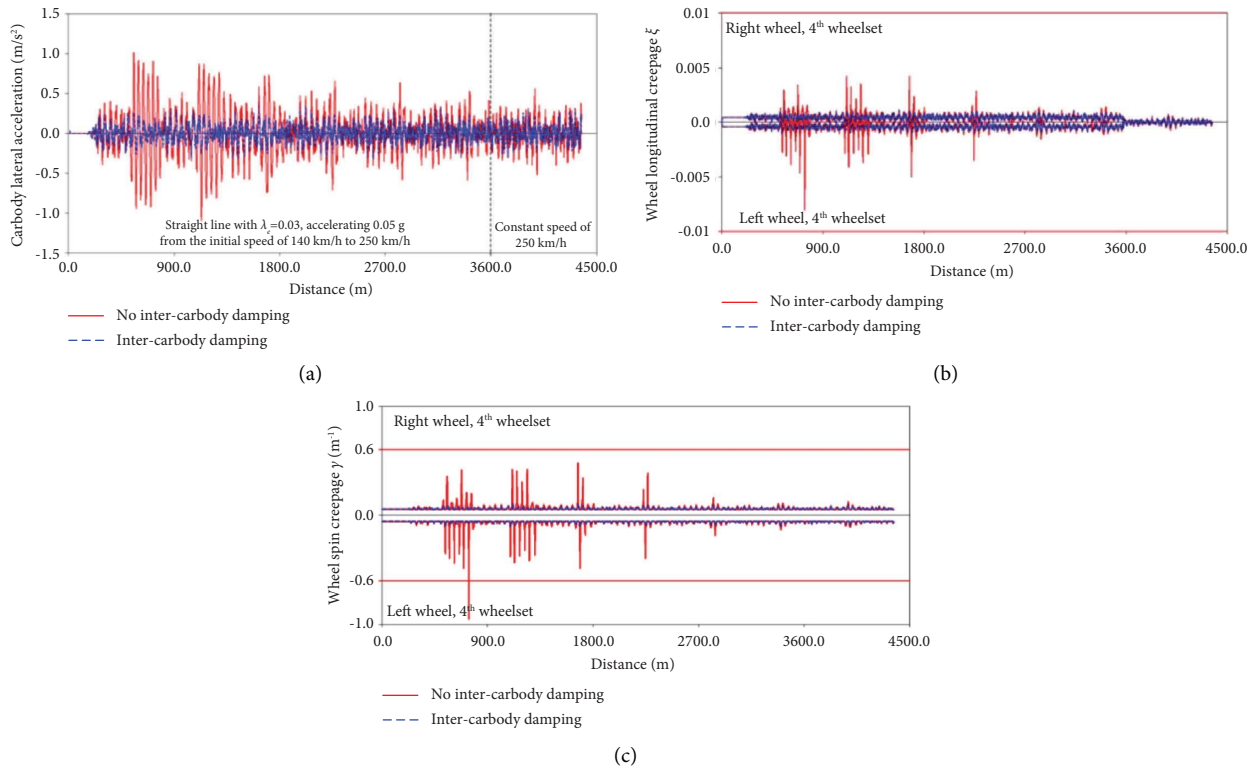 Carbody lateral acceleration (m/s²)
1.5
1.0
0.5
0.0
-0.5
-1.0
-1.5
Straight line with λₑ=0.03, accelerating 0.05 g
from the initial speed of 140 km/h to 250 km/h
Constant speed of
250 km/h
0.0 900.0 1800.0 2700.0 3600.0 4500.0
Distance (m)
No inter-carbody damping
Inter-carbody damping
(a)
Wheel longitudinal creepage ξ
0.01
0.005
0.0
-0.005
-0.01
Right wheel, 4th wheelset
Left wheel, 4th wheelset
0.0 900.0 1800.0 2700.0 3600.0 4500.0
Distance (m)
No inter-carbody damping
Inter-carbody damping
(b)
Wheel spin creepage γ (m⁻¹)
1.0
0.6
0.0
-0.6
-1.0
Right wheel, 4th wheelset
Left wheel, 4th wheelset
0.0 900.0 1800.0 2700.0 3600.0 4500.0
Distance (m)
No inter-carbody damping
Inter-carbody damping
(c)